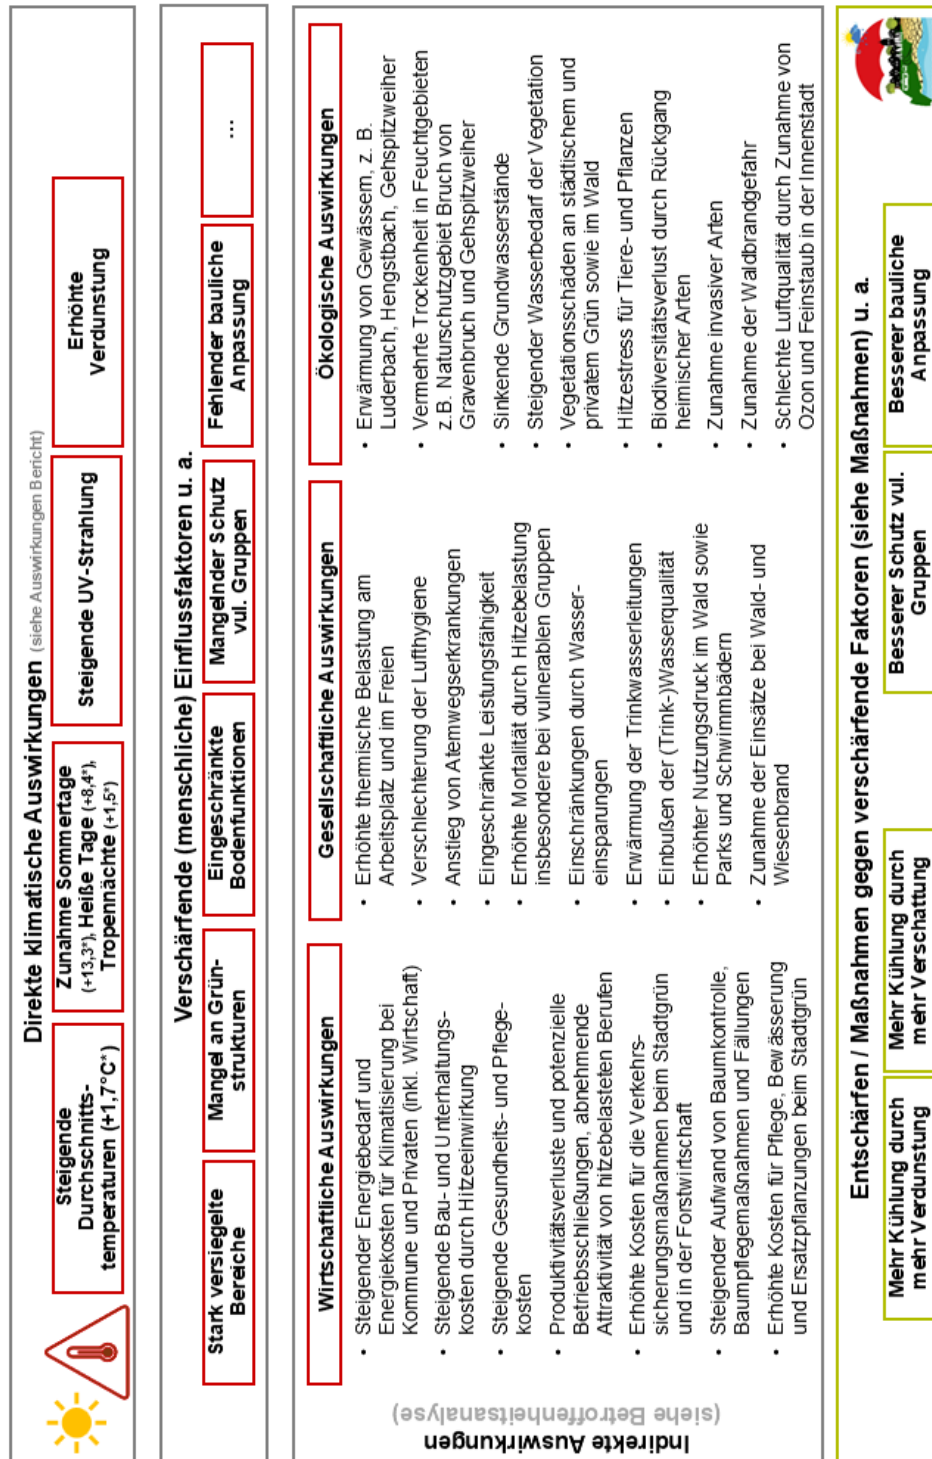 Direkte klimatische Auswirkungen (siehe Auswirkungen Bericht)
Steigende
Durchschnitts-
temperaturen (+1,7°C*)
Zunahme Sommertage
(+13,3*), Heiße Tage (+8,4*),
Tropennächte (+1,5*)
Steigende UV-Strahlung
Erhöhte
Verdunstung
Verschärfende (menschliche) Einflussfaktoren u. a.
Stark versiegelte
Bereiche
Mangel an Grün-
strukturen
Eingeschränkte
Bodenfunktionen
Mangelnder Schutz
vul. Gruppen
Fehlender bauliche
Anpassung
...
Indirekte Auswirkungen
(siehe Betroffenheitsanalyse)
Wirtschaftliche Auswirkungen
• Steigender Energiebedarf und
Energiekosten für Klimatisierung bei
Kommune und Privaten (inkl. Wirtschaft)
• Steigende Bau- und Unterhaltungs-
kosten durch Hitzeeinwirkung
• Steigende Gesundheits- und Pflege-
kosten
• Produktivitätsverluste und potenzielle
Betriebsschließungen, abnehmende
Attraktivität von hitzebelasteten Berufen
• Erhöhte Kosten für die Verkehrs-
sicherungsmaßnahmen beim Stadtgrün
und in der Forstwirtschaft
• Steigender Aufwand von Baumkontrolle,
Baumpflegemaßnahmen und Fällungen
• Erhöhte Kosten für Pflege, Bewässerung
und Ersatzpflanzungen beim Stadtgrün
Gesellschaftliche Auswirkungen
• Erhöhte thermische Belastung am
Arbeitsplatz und im Freien
• Verschlechterung der Lufthygiene
• Anstieg von Atemwegserkrankungen
• Eingeschränkte Leistungsfähigkeit
• Erhöhte Mortalität durch Hitzebelastung
insbesondere bei vulnerablen Gruppen
• Einschränkungen durch Wasser-
einsparungen
• Erwärmung der Trinkwasserleitungen
• Einbußen der (Trink-)Wasserqualität
• Erhöhter Nutzungsdruck im Wald sowie
Parks und Schwimmbädern
• Zunahme der Einsätze bei Wald- und
Wiesenbrand
Ökologische Auswirkungen
• Erwärmung von Gewässern, z. B.
Luderbach, Hengstbach, Gehspitzweiher
• Vermehrte Trockenheit in Feuchtgebieten
z.B. Naturschutzgebiet Bruch von
Gravenbruch und Gehspitzweiher
• Sinkende Grundwasserstände
• Steigender Wasserbedarf der Vegetation
• Vegetationsschäden an städtischem und
privatem Grün sowie im Wald
• Hitzestress für Tiere- und Pflanzen
• Biodiversitätsverlust durch Rückgang
heimischer Arten
• Zunahme invasiver Arten
• Zunahme der Waldbrandgefahr
• Schlechte Luftqualität durch Zunahme von
Ozon und Feinstaub in der Innenstadt
Entschärfen / Maßnahmen gegen verschärfende Faktoren (siehe Maßnahmen) u. a.
Mehr Kühlung durch
mehr Verdunstung
Mehr Kühlung durch
mehr Verschattung
Besserer Schutz vul.
Gruppen
Besserer bauliche
Anpassung